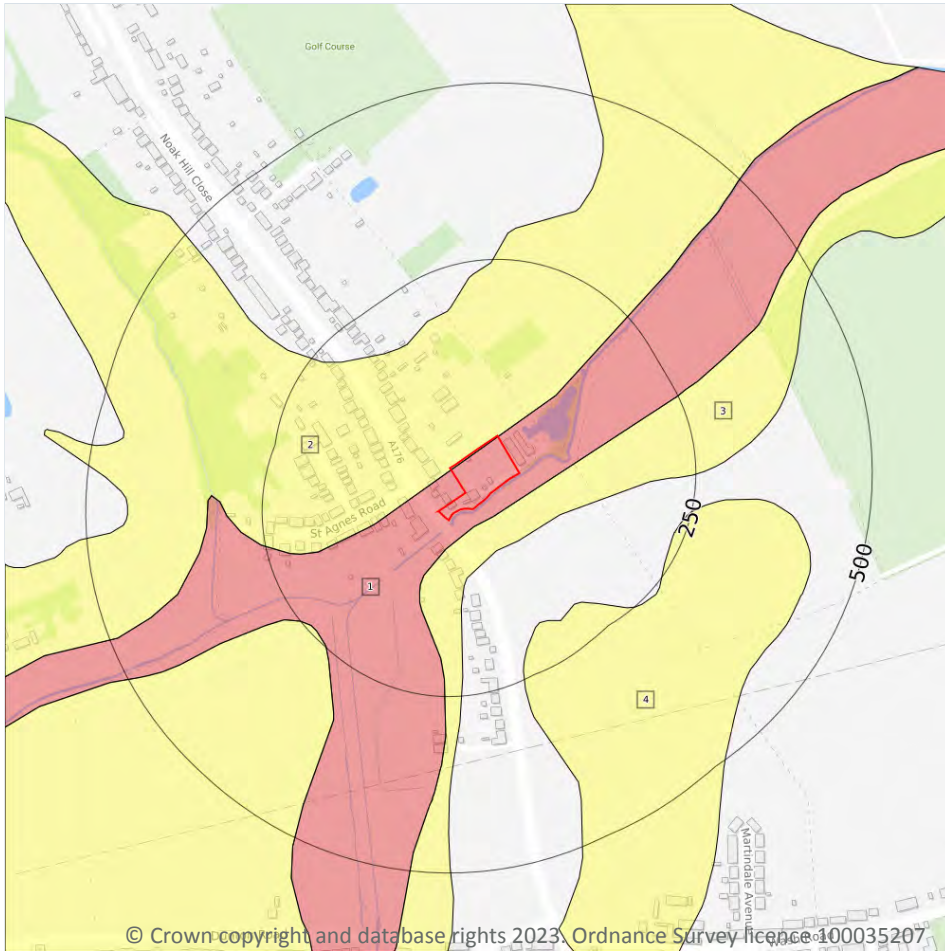 Golf Course
Noak Hill Close
3
2
A176
St Agnes Road
250
500
1
4
Martindale Avenue
© Crown copyright and database rights 2023. Ordnance Survey licence 100035207